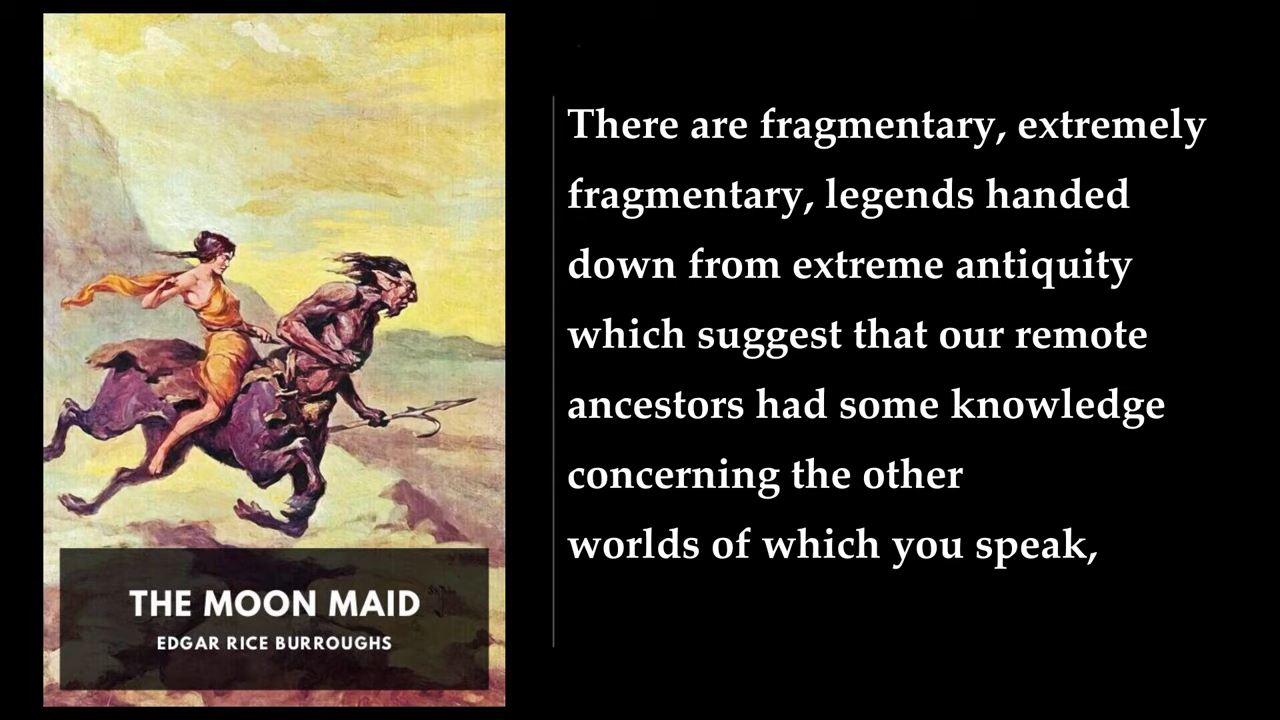 THE MOON MAID
EDGAR RICE BURROUGHS
There are fragmentary, extremely
fragmentary, legends handed
down from extreme antiquity
which suggest that our remote
ancestors had some knowledge
concerning the other
worlds of which you speak,